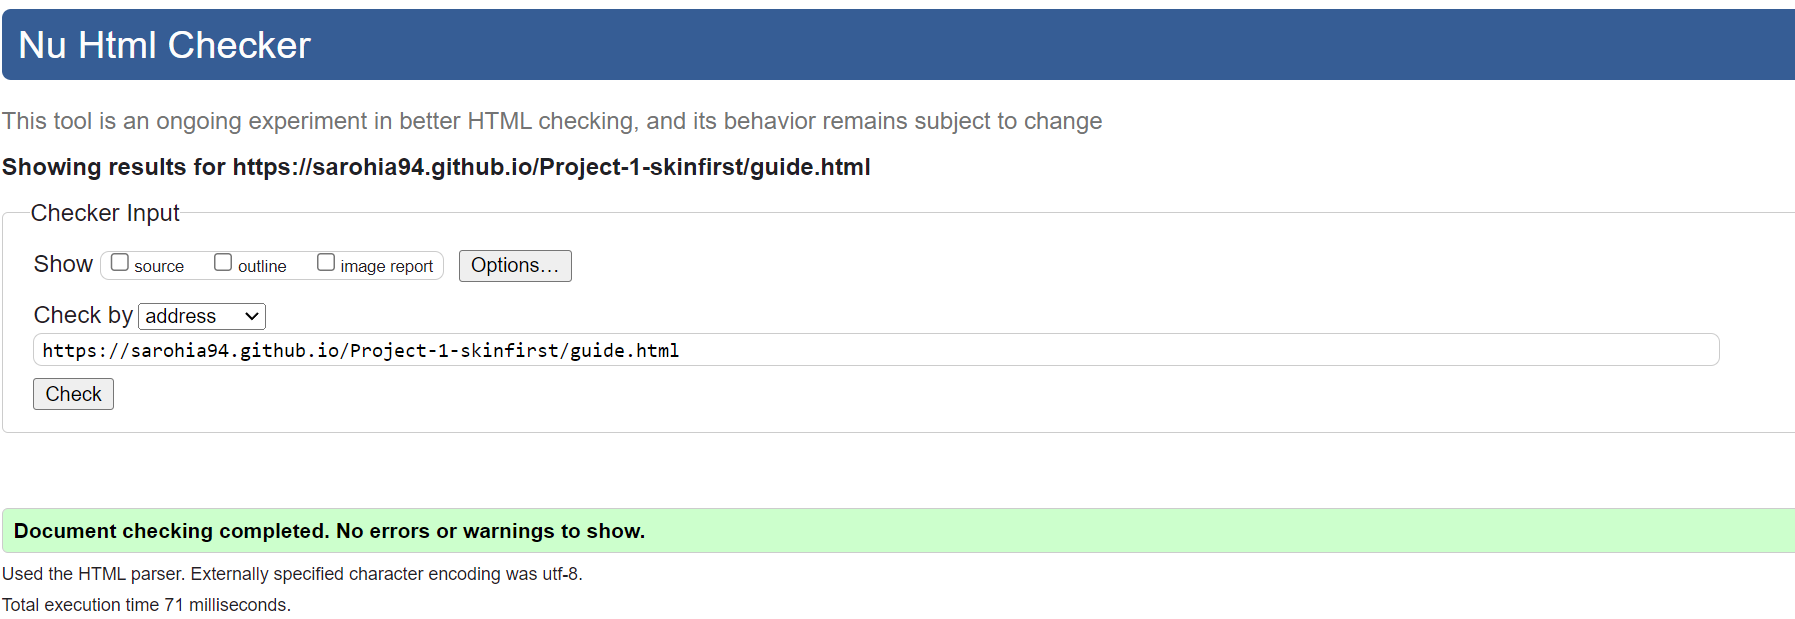 Nu Html Checker
This tool is an ongoing experiment in better HTML checking, and its behavior remains subject to change
Showing results for https://sarohia94.github.io/Project-1-skinfirst/guide.html
Checker Input
Show source outline image report Options...
Check by address
https://sarohia94.github.io/Project-1-skinfirst/guide.html
Check
Document checking completed. No errors or warnings to show.
Used the HTML parser. Externally specified character encoding was utf-8.
Total execution time 71 milliseconds.